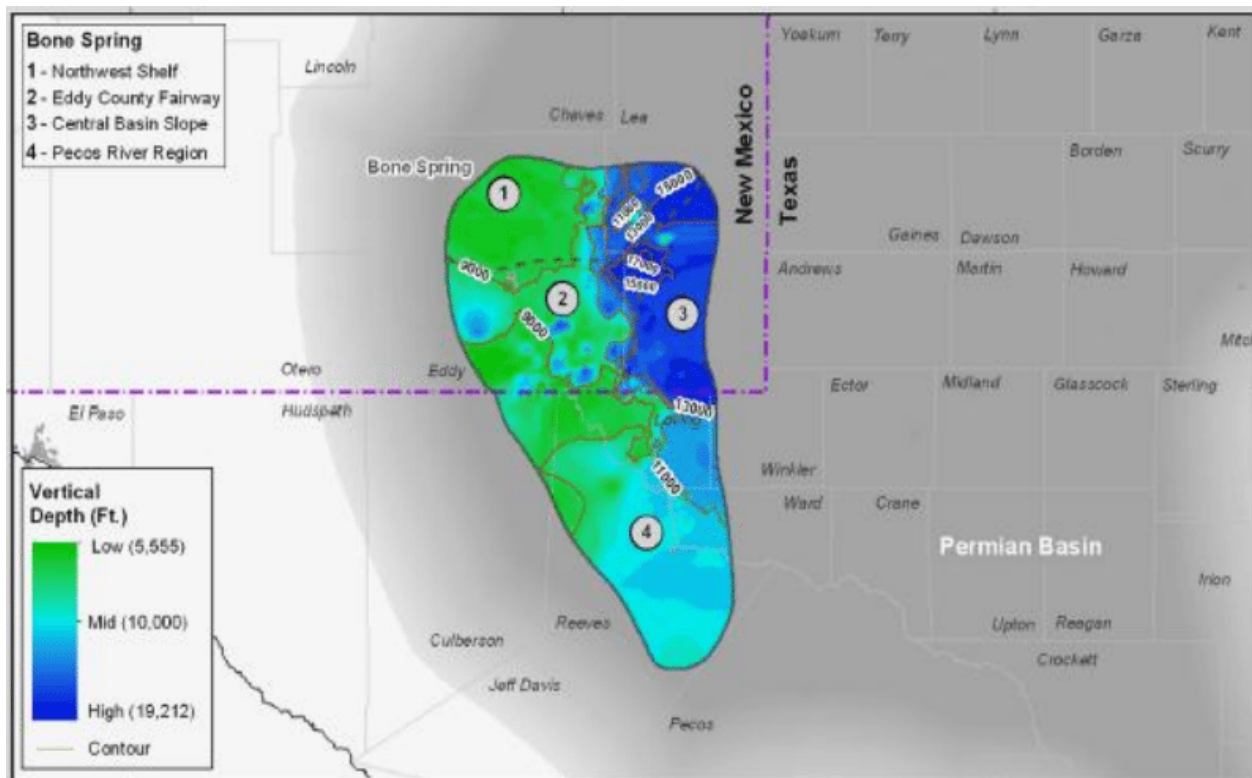 Bone Spring
1 - Northwest Shelf
2 - Eddy County Fairway
3 - Central Basin Slope
4 - Pecos River Region
Lincoln
Yoakum
Terry
Lynn
Garza
Kent
Chaves
Lea
New Mexico
Texas
Borden
Scurry
Bone Spring
1
15000
11000
13000
Gaines
Dawson
9000
17000
15000
Andrews
Martin
Howard
2
3
9000
Otero
Eddy
Ector
Midland
Glasscock
Sterling
El Paso
Hudspeth
13000
Loving
11000
Winkler
Ward
Crane
4
Permian Basin
Irion
Reeves
Upton
Reagan
Culberson
Crockett
Jeff Davis
Pecos
Vertical
Depth (Ft.)
Low (5,555)
Mid (10,000)
High (19,212)
Contour